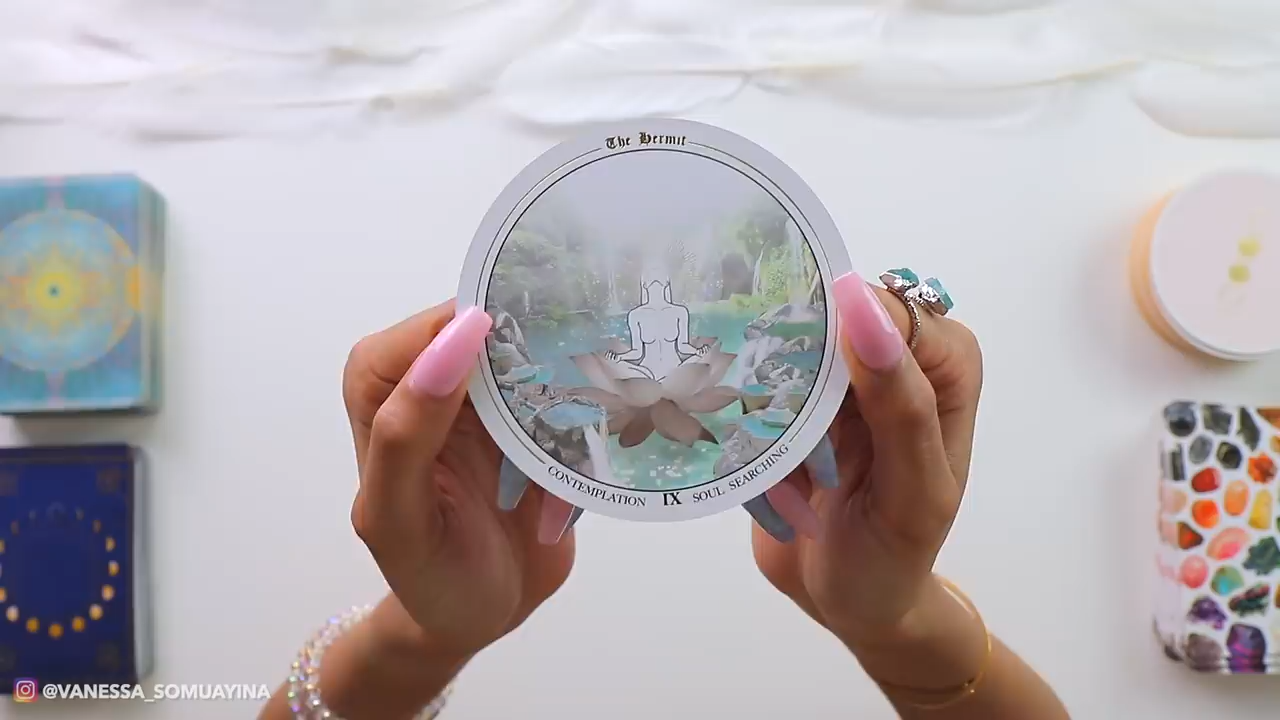 The Hermit
CONTEMPLATION IX SOUL SEARCHING
@VANESSA_SOMUAYINA